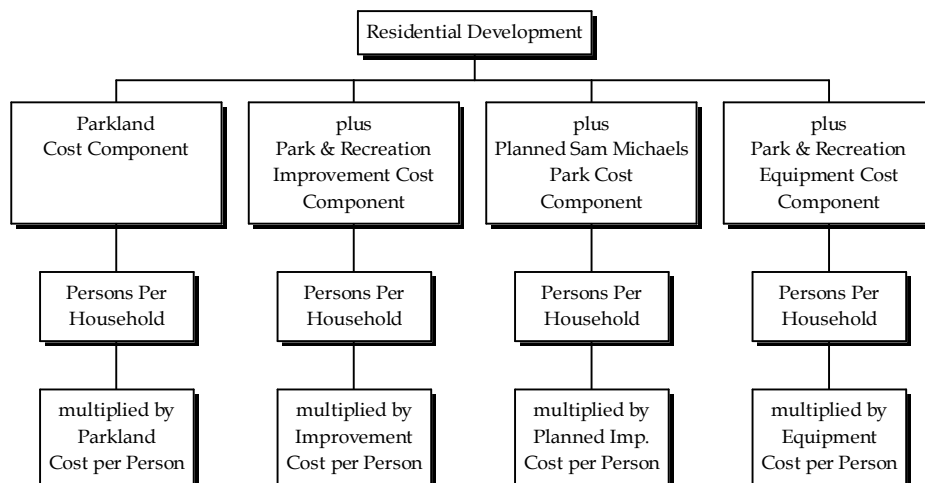 Residential Development
Parkland
Cost Component
plus
Park & Recreation
Improvement Cost
Component
plus
Planned Sam Michaels
Park Cost
Component
plus
Park & Recreation
Equipment Cost
Component
Persons Per
Household
Persons Per
Household
Persons Per
Household
Persons Per
Household
multiplied by
Parkland
Cost per Person
multiplied by
Improvement
Cost per Person
multiplied by
Planned Imp.
Cost per Person
multiplied by
Equipment
Cost per Person